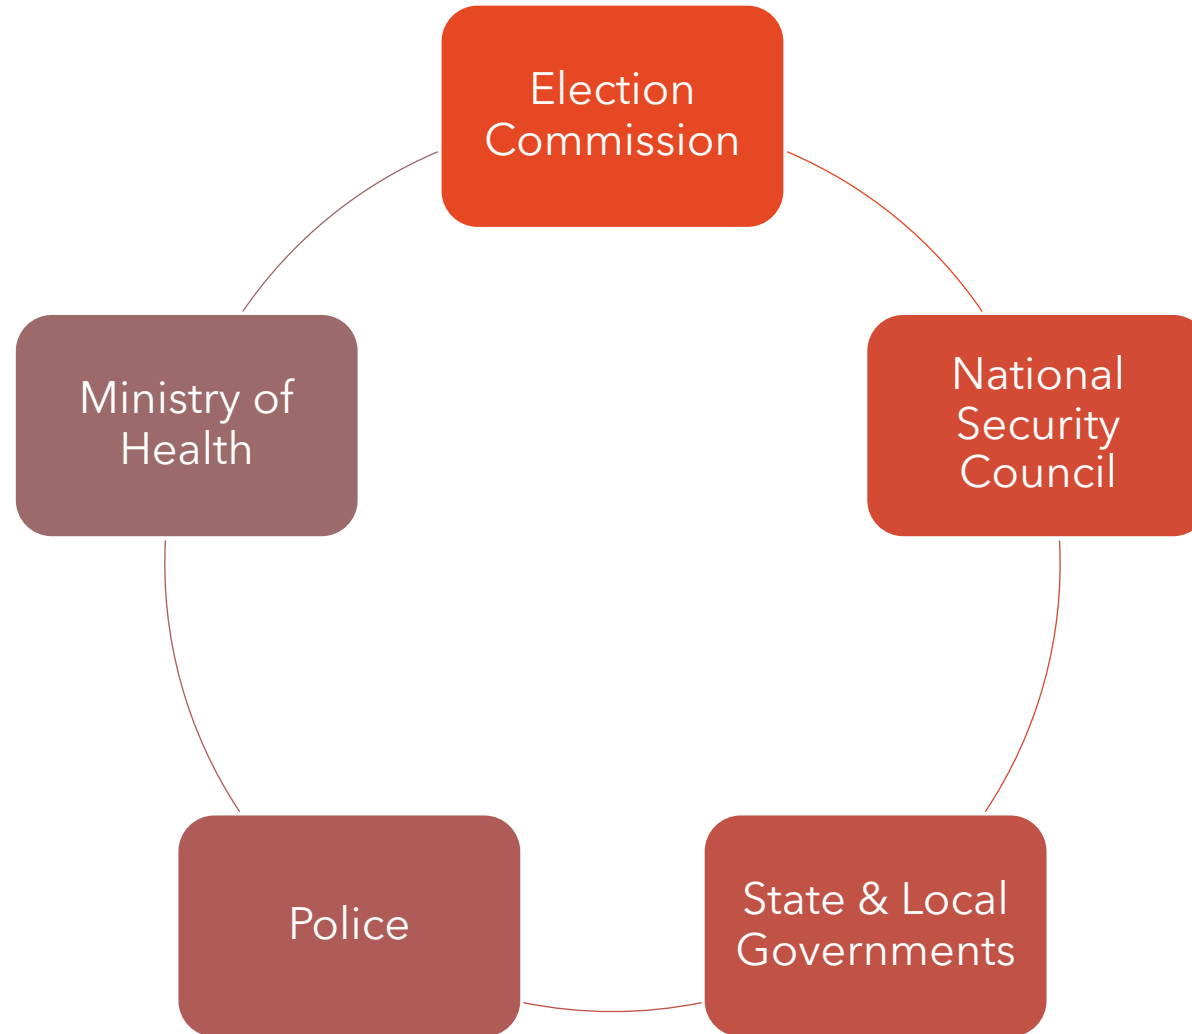 Election
Commission
National
Security
Council
State & Local
Governments
Police
Ministry of
Health